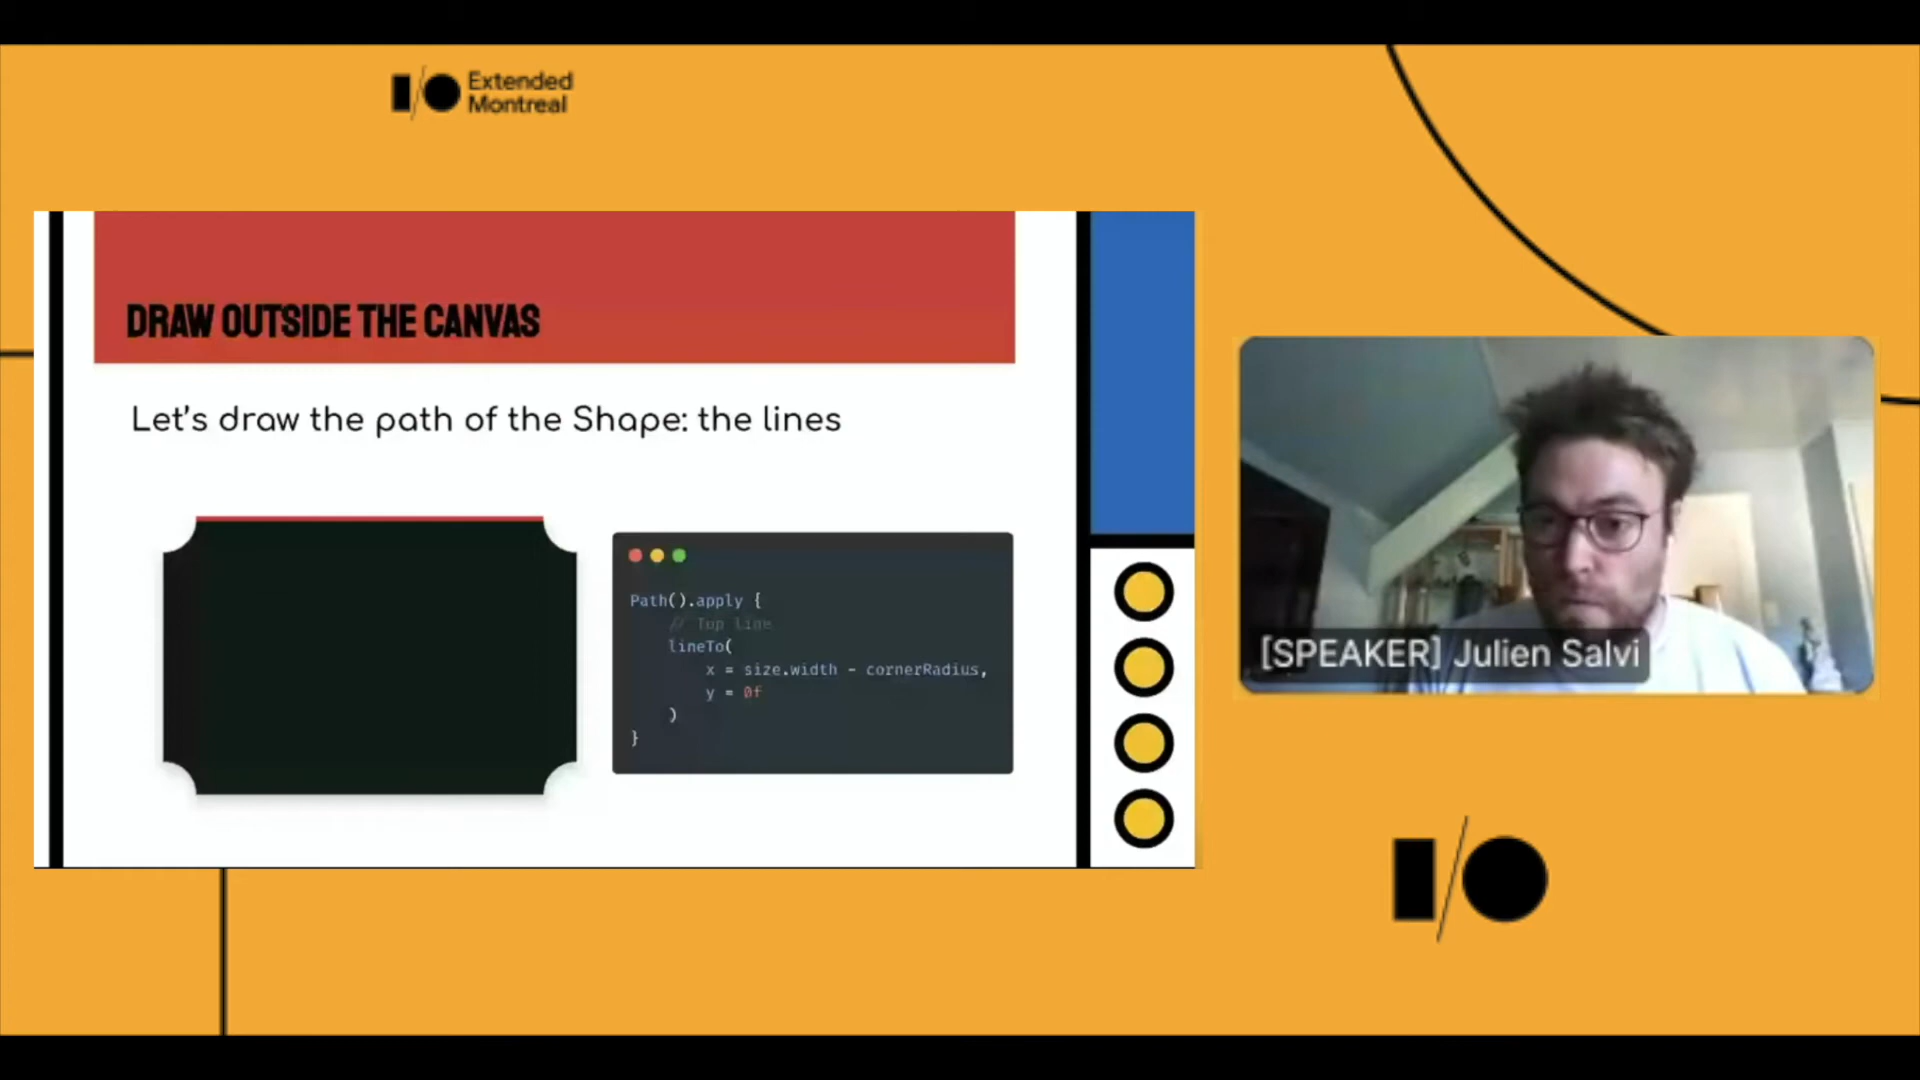 Extended
Montreal
DRAW OUTSIDE THE CANVAS
Let's draw the path of the Shape: the lines
Path().apply {
// Top line
lineTo(
x = size.width - cornerRadius,
y = 0f
)
}
[SPEAKER] Julien Salvi